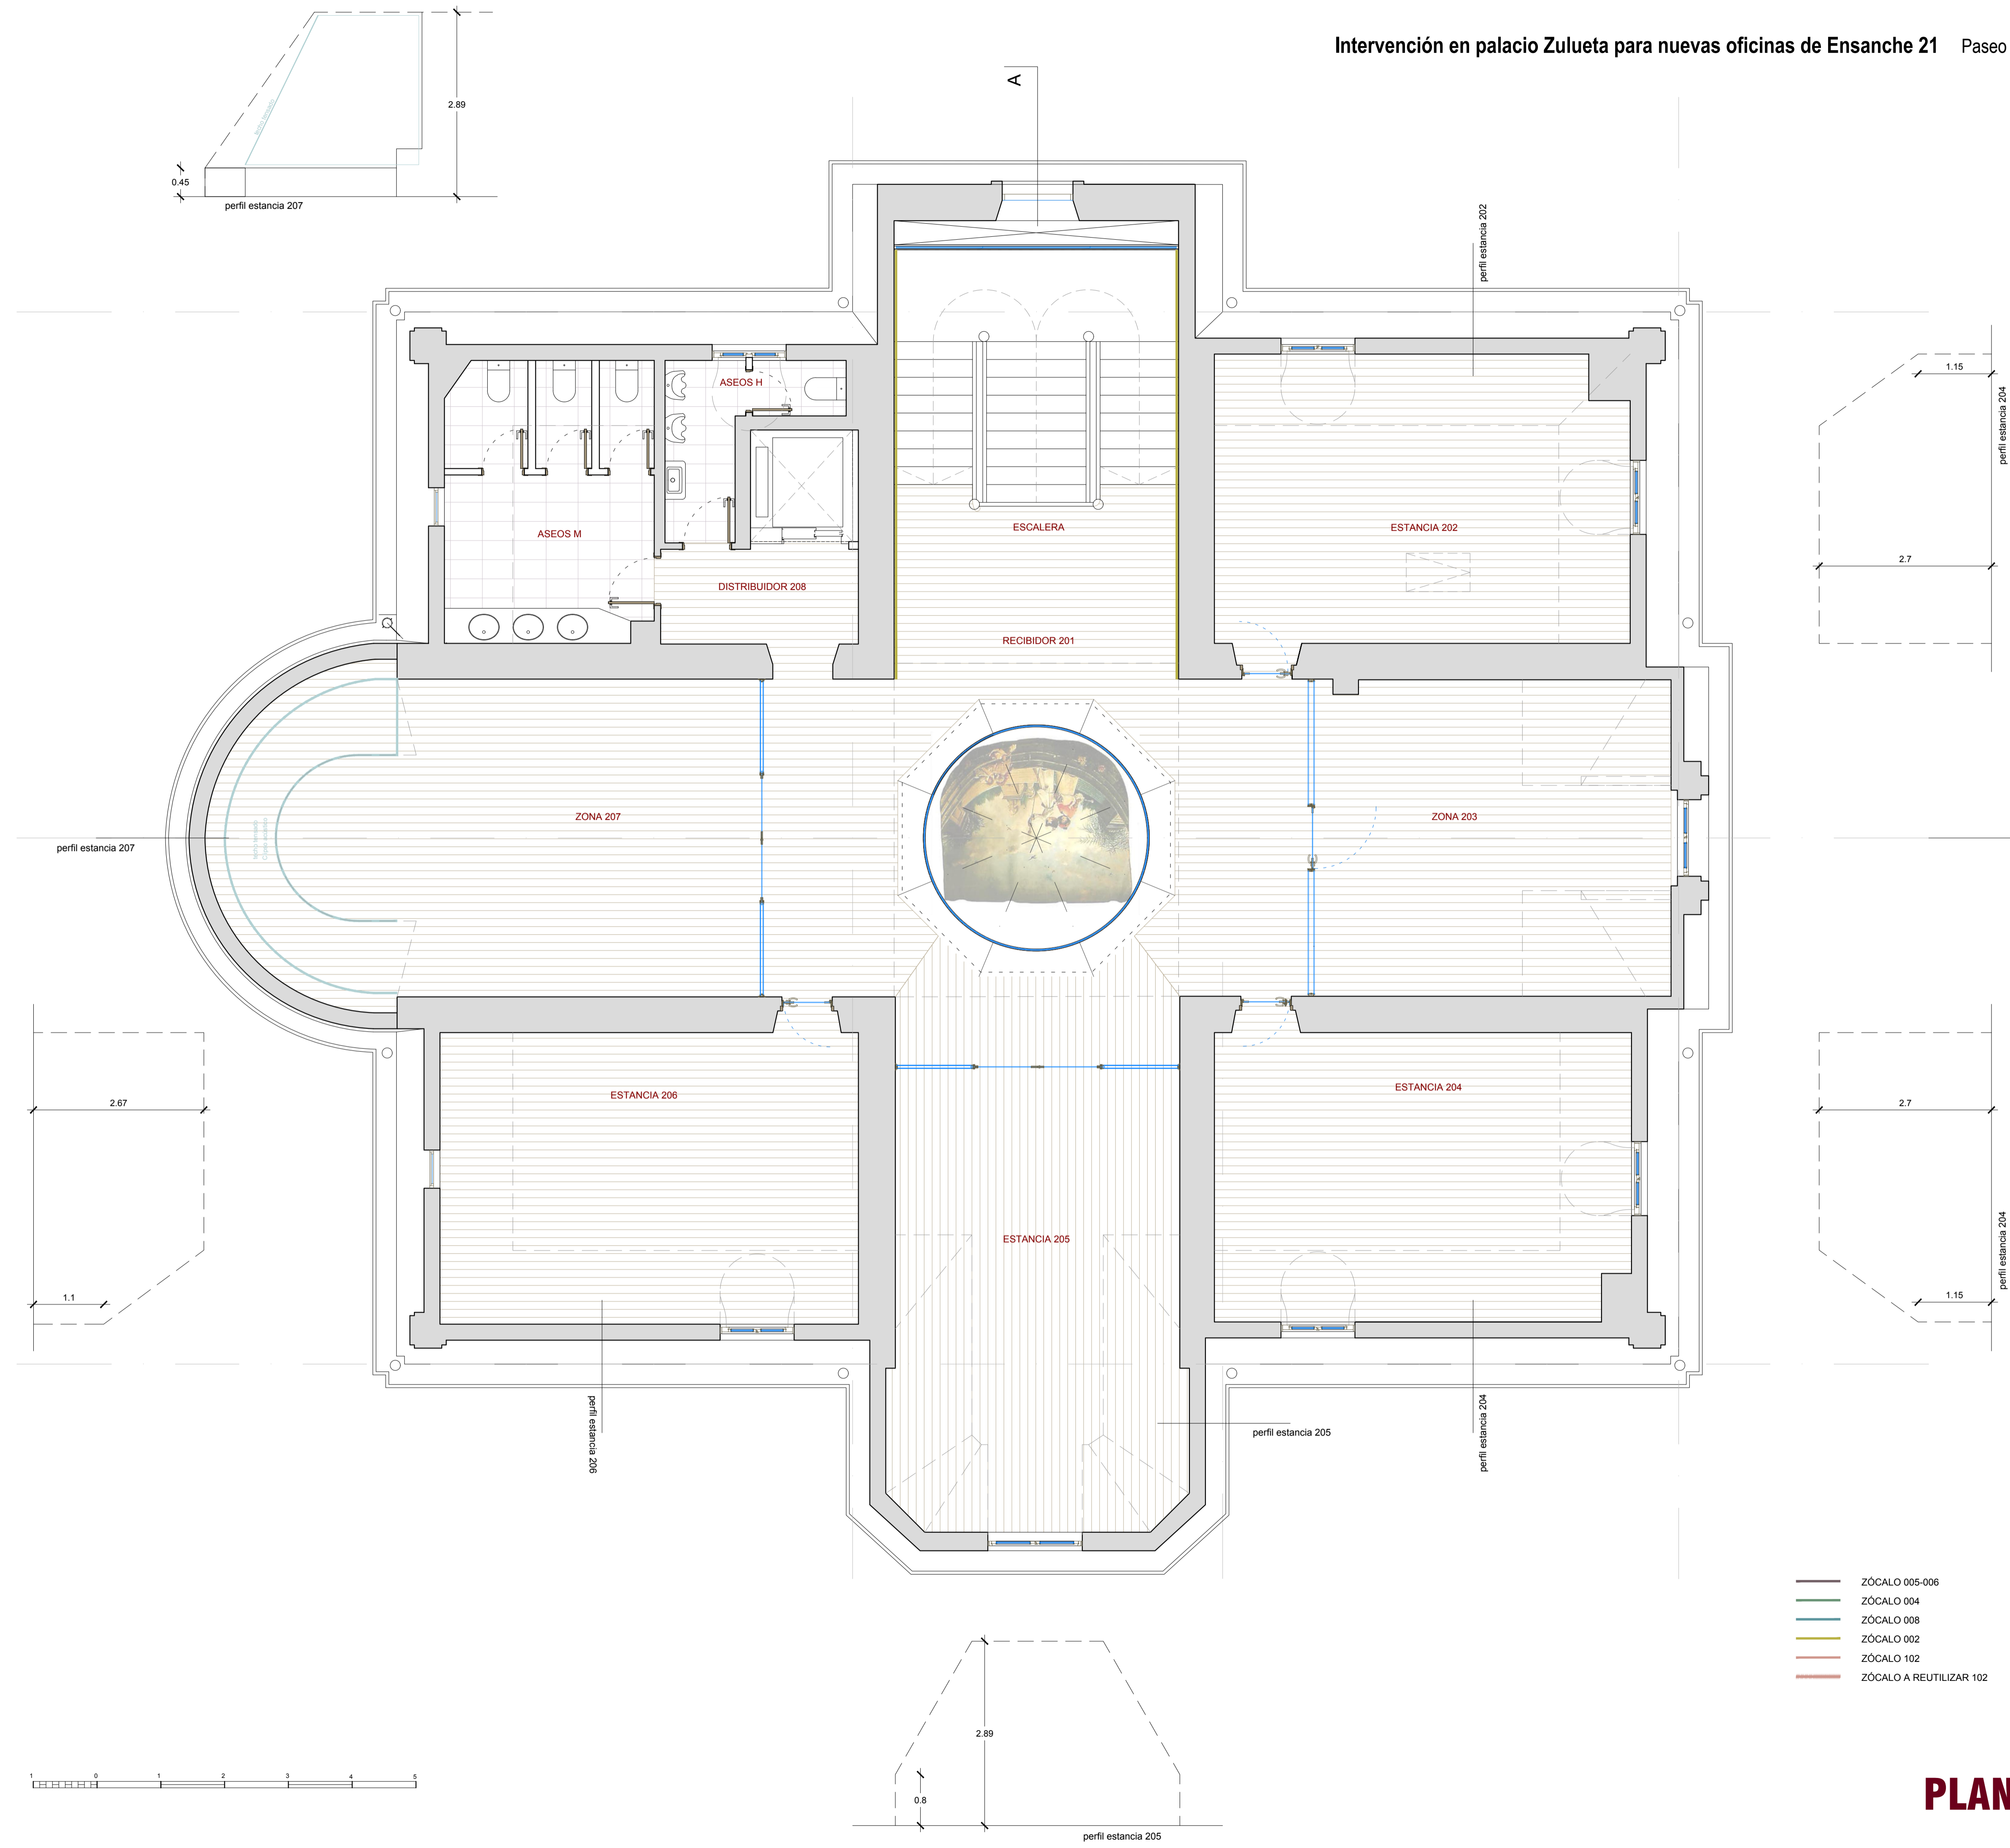 Intervención en palacio Zulueta para nuevas oficinas de Ensanche 21 Paseo
techo tensado
2.89
0.45
perfil estancia 207
A
perfil estancia 202
1.15
perfil estancia 204
2.7
ASEOS H
ASEOS M
ESCALERA
ESTANCIA 202
DISTRIBUIDOR 208
RECIBIDOR 201
ZONA 207
ZONA 203
techo tensado
perfil estancia 207
2.67
1.1
ESTANCIA 206
ESTANCIA 204
ESTANCIA 205
2.7
1.15
perfil estancia 204
perfil estancia 206
perfil estancia 205
perfil estancia 204
ZÓCALO 005-006
ZÓCALO 004
ZÓCALO 008
ZÓCALO 002
ZÓCALO 102
ZÓCALO A REUTILIZAR 102
2.89
0.8
perfil estancia 205
1 0 1 2 3 4 5
PLAN